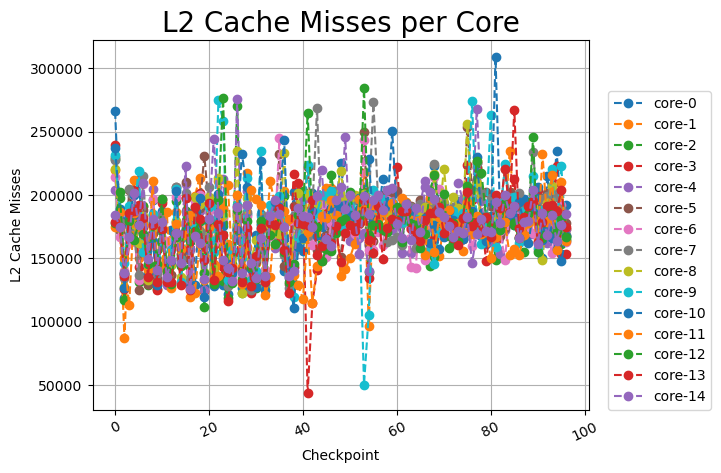 L2 Cache Misses per Core
L2 Cache Misses
300000
250000
200000
150000
100000
50000
0
20
40
60
80
100
Checkpoint
core-0
core-1
core-2
core-3
core-4
core-5
core-6
core-7
core-8
core-9
core-10
core-11
core-12
core-13
core-14